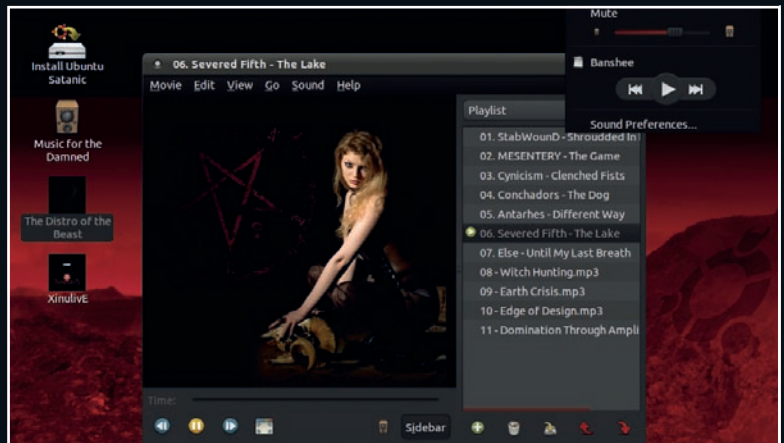 Install Ubuntu
Satanic
Music for the
Damned
The Distro of the
Beast
XinulivE
06. Severed Fifth - The Lake
Movie Edit View Go Sound Help
Time:
Sidebar
Playlist
01. StabWounD - Shroudded In
02. MESENTERY - The Game
03. Cynicism - Clenched Fists
04. Conchadors - The Dog
05. Antarhes - Different Way
06. Severed Fifth - The Lake
07. Else - Until My Last Breath
08 - Witch Hunting.mp3
09 - Earth Crisis.mp3
10 - Edge of Design.mp3
11 - Domination Through Ampli
Mute
Banshee
Sound Preferences...